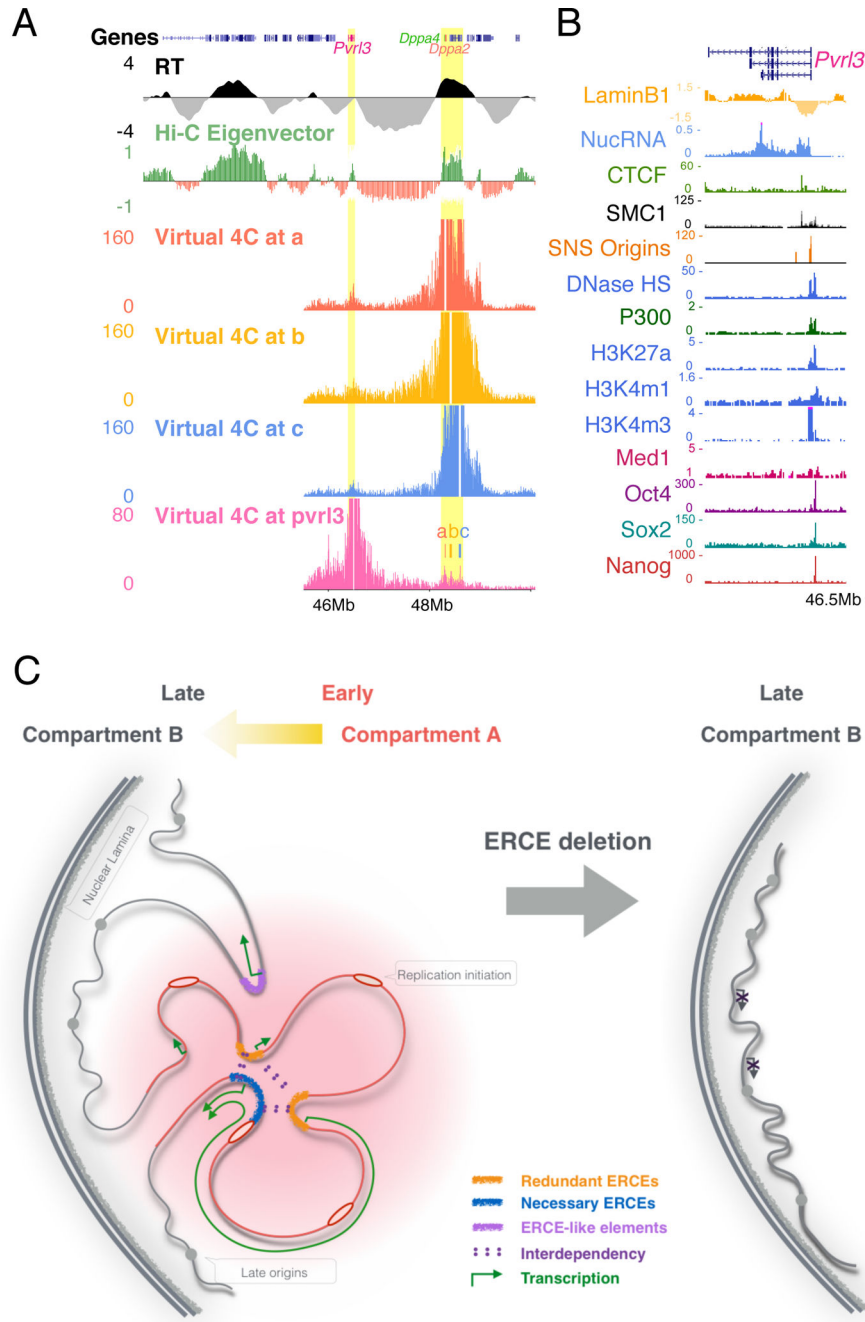 A
Genes
Pvrl3
Dppa4
Dppa2
4
RT
-4
Hi-C Eigenvector
1
-1
160
Virtual 4C at a
0
160
Virtual 4C at b
0
160
Virtual 4C at c
0
80
Virtual 4C at pvrl3
abc
0
46Mb 48Mb
B
Pvrl3
LaminB1
1.5
-1.5
NucRNA
0.5
0
CTCF
60
0
SMC1
125
0
SNS Origins
120
0
DNase HS
50
0
P300
2
0
H3K27a
5
0
H3K4m1
1.6
0
H3K4m3
4
0
Med1
5
1
Oct4
300
0
Sox2
150
0
Nanog
1000
0
46.5Mb
C
Late Early
Compartment B Compartment A
Late
Compartment B
Nuclear Lamina
ERCE deletion
Replication initiation
Late origins
Redundant ERCEs
Necessary ERCEs
ERCE-like elements
Interdependency
Transcription